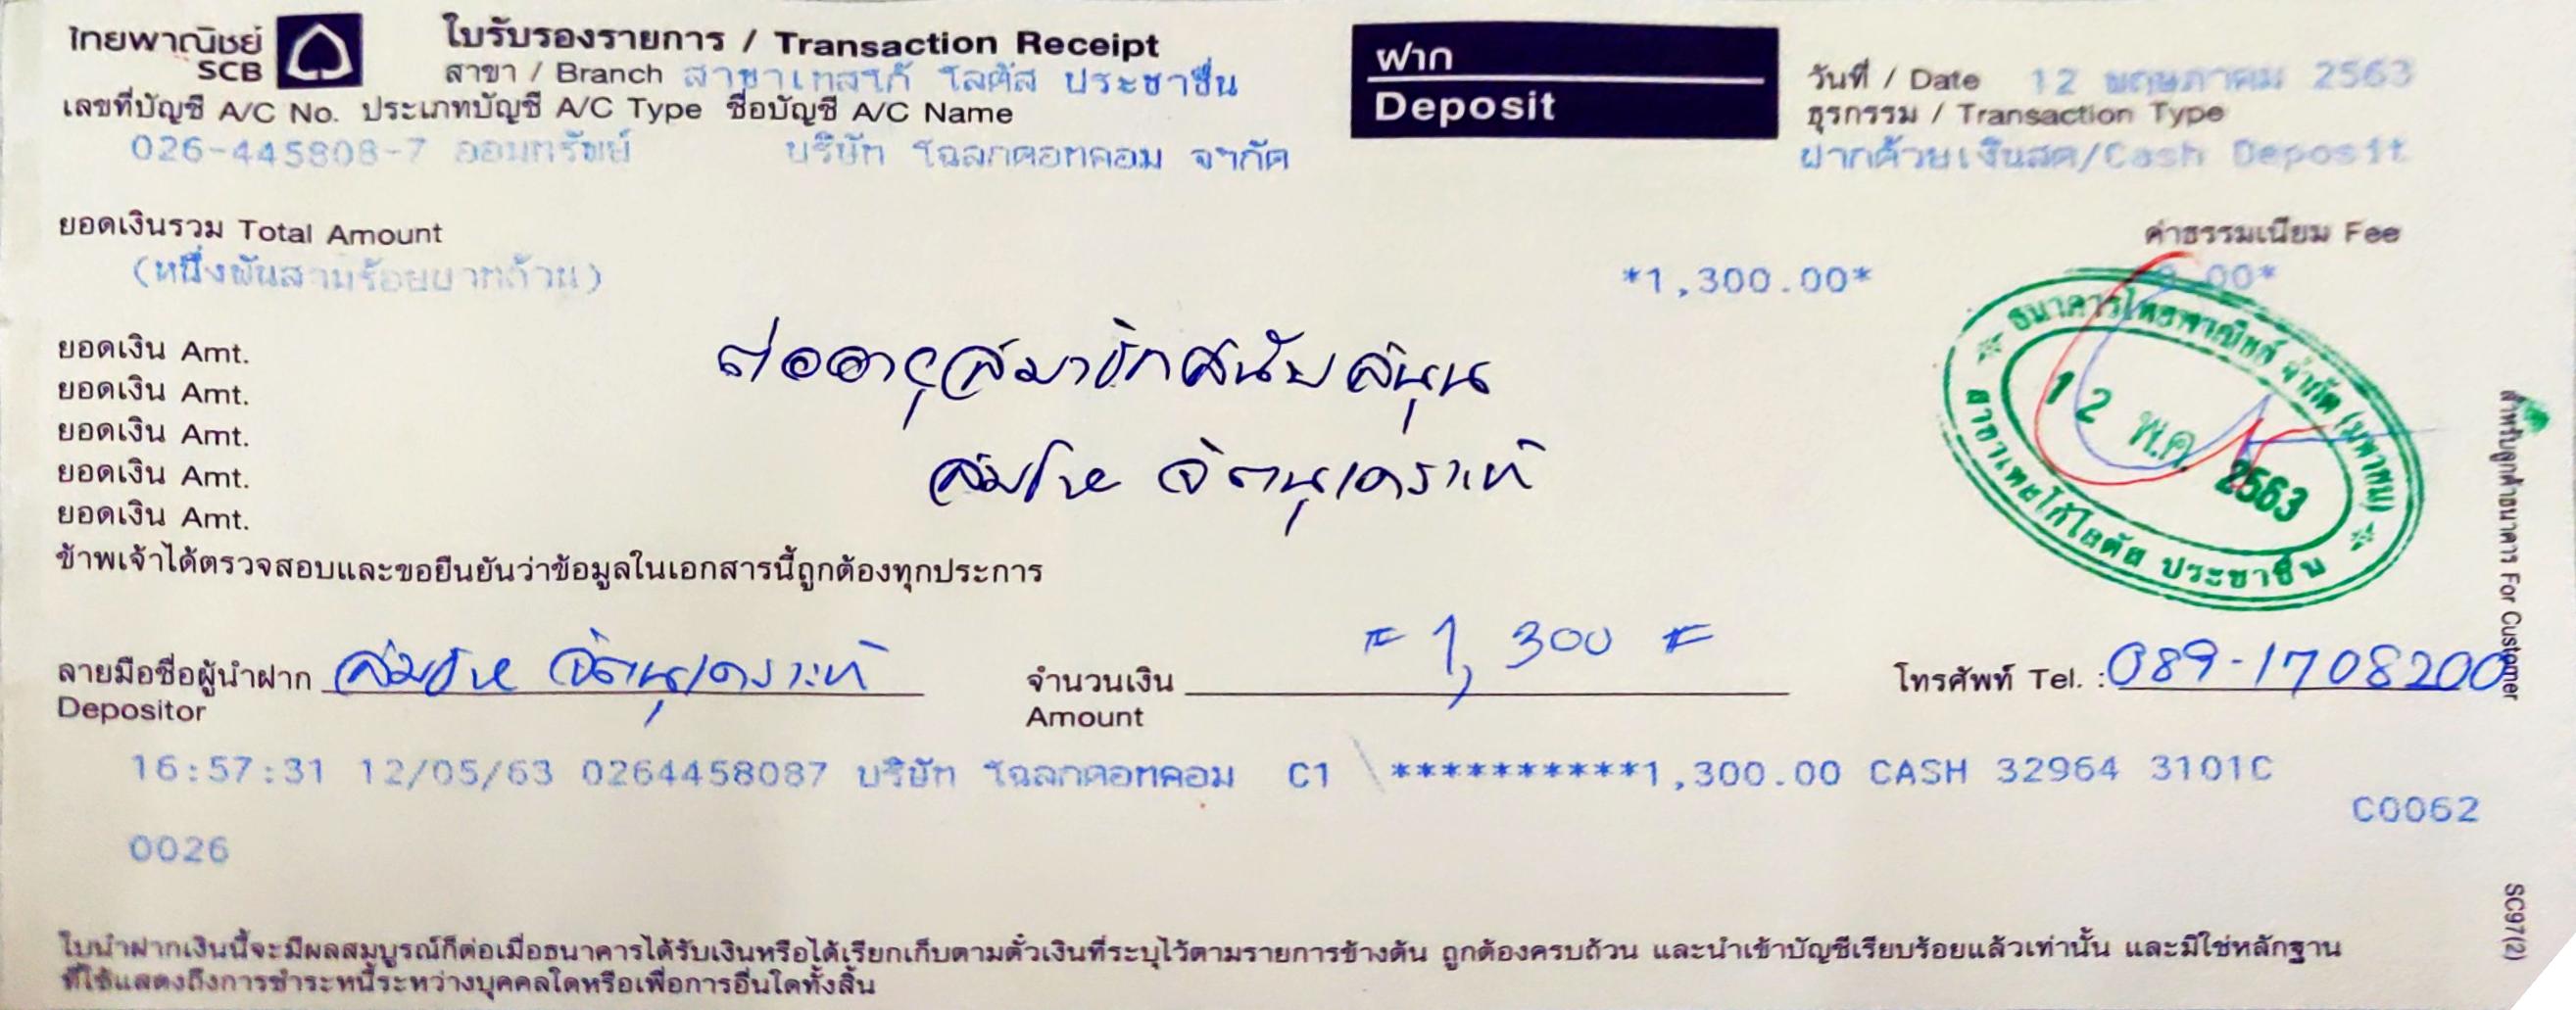 ไทยพาณิชย์
SCB
ใบรับรองรายการ / Transaction Receipt
สาขา / Branch สาขาเทสโก้ โลตัส ประชาชื่น
ฝาก
Deposit
วันที่ / Date 12 พฤษภาคม 2563
ธุรกรรม / Transaction Type
ฝากด้วยเงินสด/Cash Deposit
เลขที่บัญชี A/C No. ประเภทบัญชี A/C Type ชื่อบัญชี A/C Name
026-445808-7 ออมทรัพย์ บริษัท โฉลกดอทคอม จำกัด
ยอดเงินรวม Total Amount
ค่าธรรมเนียม Fee
(หนึ่งพันสามร้อยบาทถ้วน) *1,300.00* 0.00*
ธนาคารไทยพาณิชย์ จำกัด (มหาชน)
12 พ.ค. 2563
สาขาเทสโก้โลตัส ประชาชื่น
ยอดเงิน Amt. ต่ออายุสมาชิกสนับสนุน
ยอดเงิน Amt.
ยอดเงิน Amt.
ยอดเงิน Amt. สมโภช จิตนุเคราะห์
ยอดเงิน Amt.
ข้าพเจ้าได้ตรวจสอบและขอยืนยันว่าข้อมูลในเอกสารนี้ถูกต้องทุกประการ
ลายมือชื่อผู้นำฝาก สมโภช จิตนุเคราะห์ จำนวนเงิน = 1,300 = โทรศัพท์ Tel. : 089-1708200
Depositor Amount
16:57:31 12/05/63 0264458087 บริษัท โฉลกดอทคอม C1 **********1,300.00 CASH 32964 3101C
C0062
0026
ใบนำฝากเงินนี้จะมีผลสมบูรณ์ก็ต่อเมื่อธนาคารได้รับเงินหรือได้เรียกเก็บตามตั๋วเงินที่ระบุไว้ตามรายการข้างต้น ถูกต้องครบถ้วน และนำเข้าบัญชีเรียบร้อยแล้วเท่านั้น และมิใช่หลักฐาน
ที่ใช้แสดงถึงการชำระหนี้ระหว่างบุคคลใดหรือเพื่อการอื่นใดทั้งสิ้น
สำหรับลูกค้าธนาคาร For Customer
SC97(2)